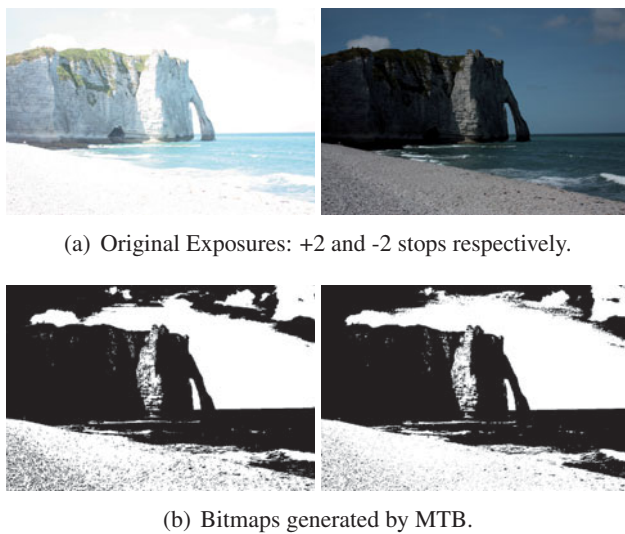 (a) Original Exposures: +2 and -2 stops respectively.
(b) Bitmaps generated by MTB.